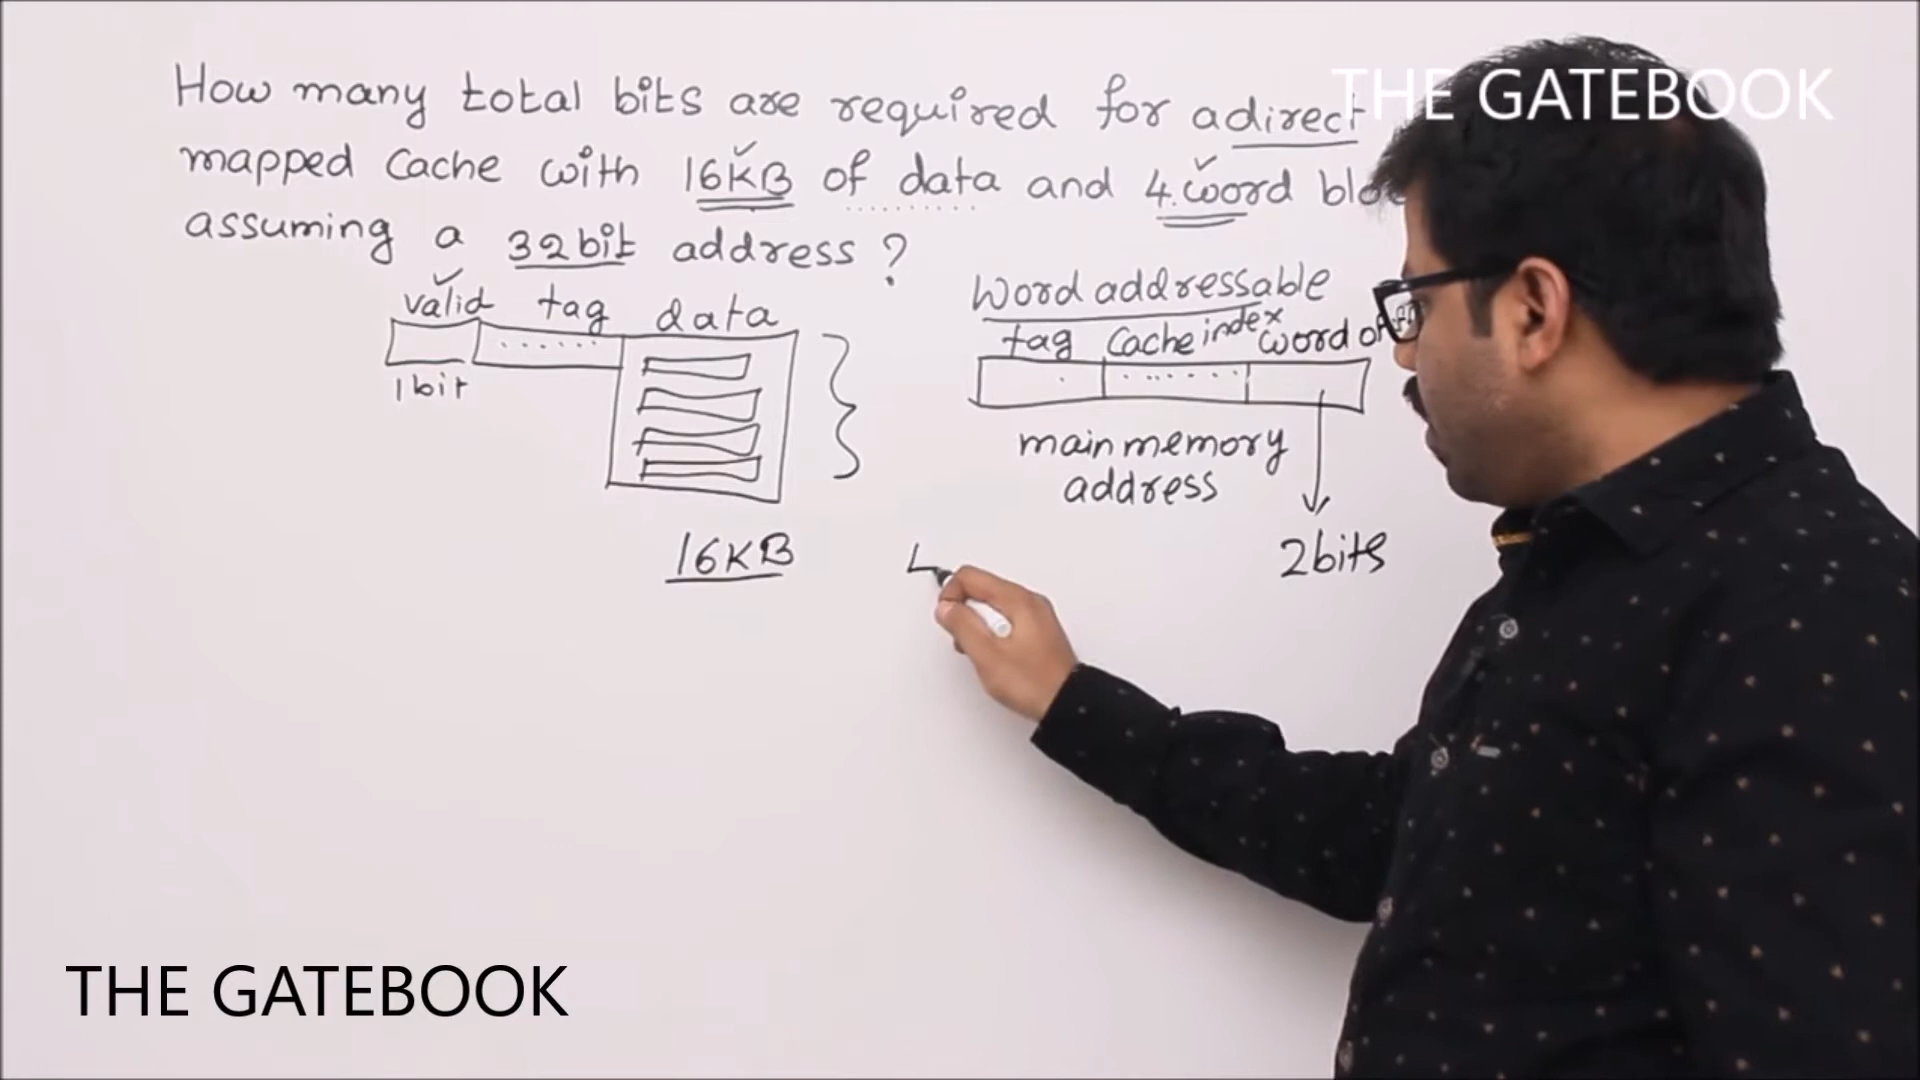 How many total bits are required for a direct
THE GATEBOOK
mapped Cache with 16KB of data and 4.word
assuming a 32bit address?
valid tag data
1bit
16KB
Word addressable
tag Cache index word
main memory
address
2bits
4
THE GATEBOOK